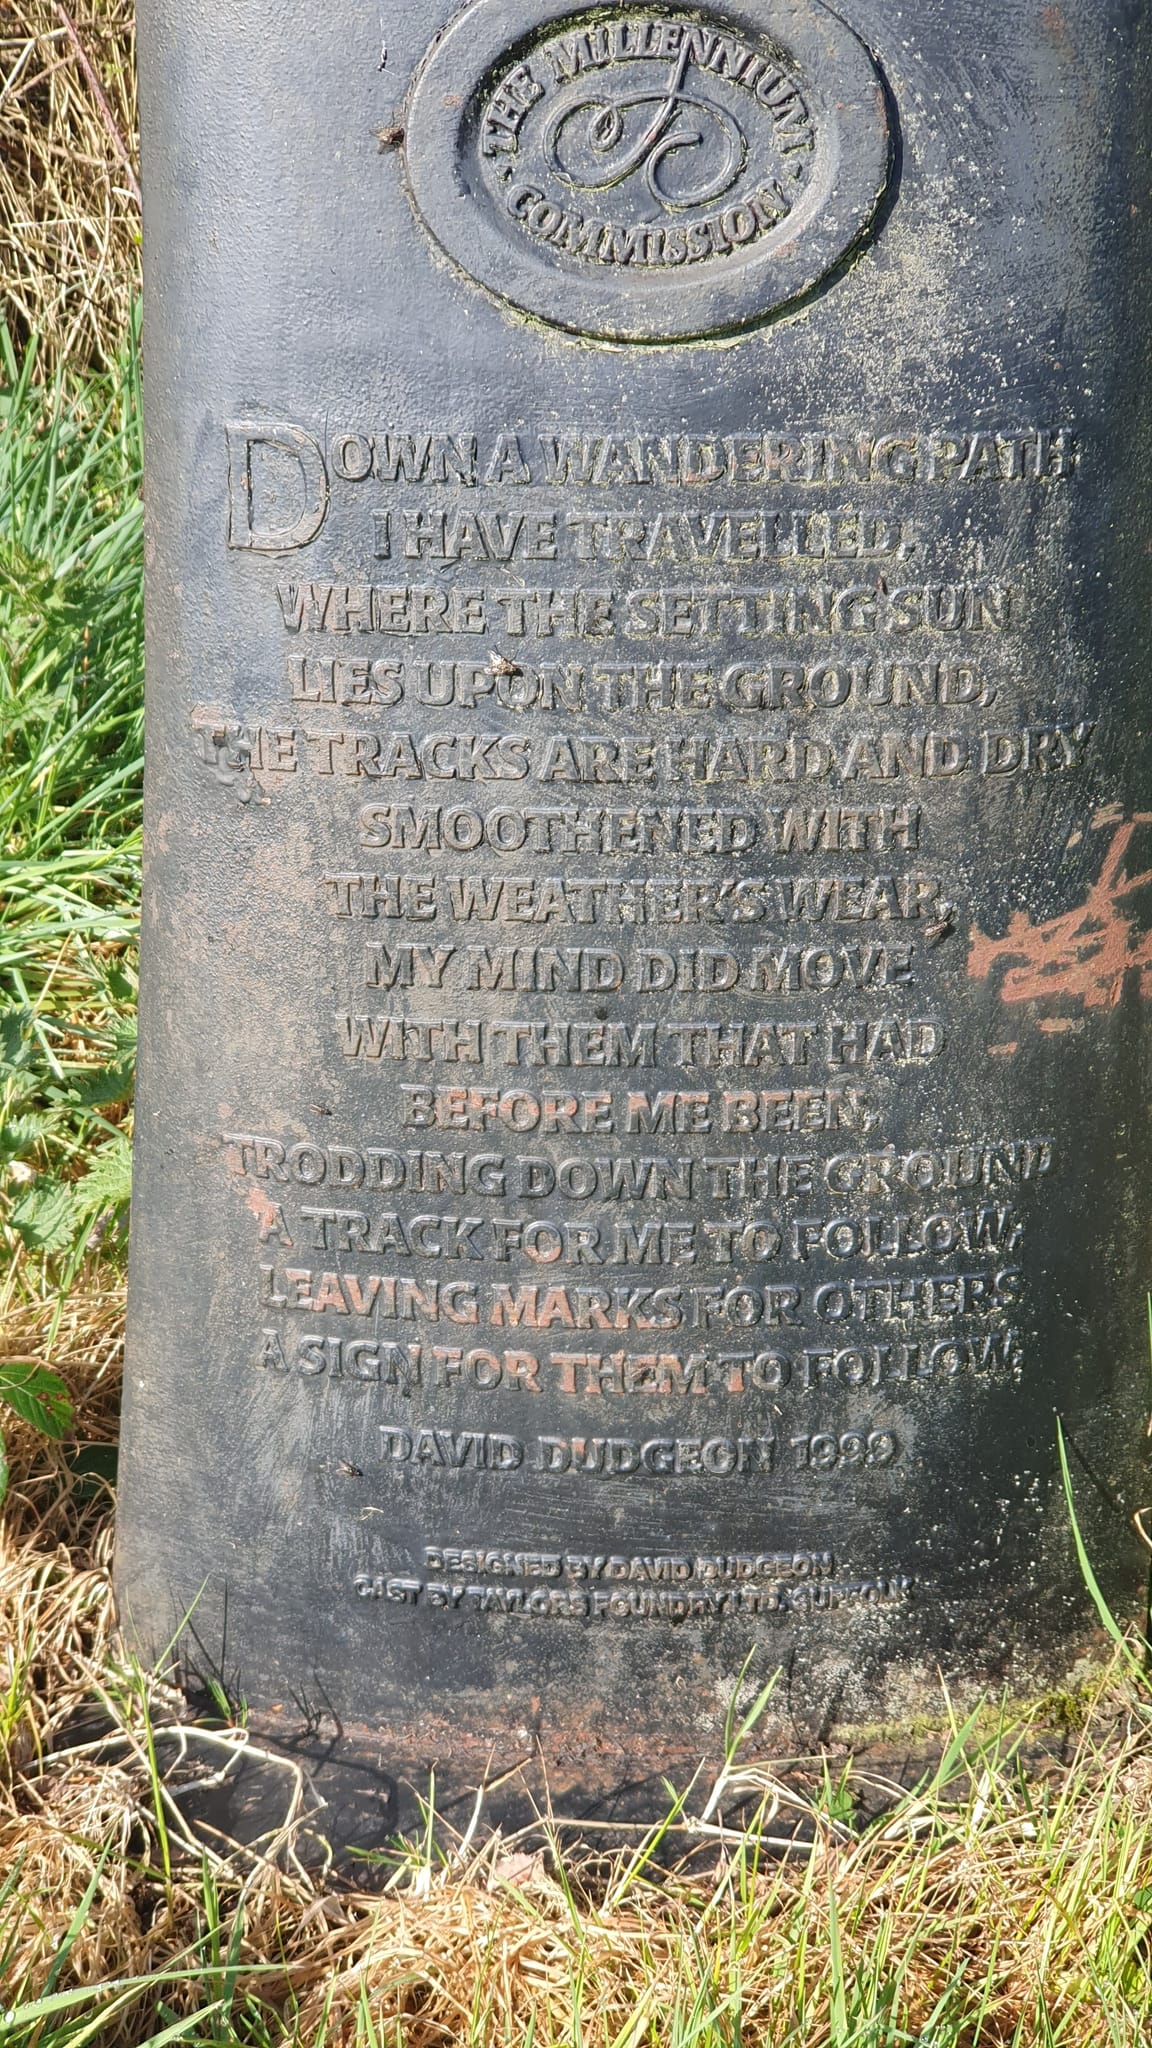 THE MILLENNIUM
COMMISSION
DOWN A WANDERING PATH
I HAVE TRAVELLED,
WHERE THE SETTING SUN
LIES UPON THE GROUND,
THE TRACKS ARE HARD AND DRY
SMOOTHENED WITH
THE WEATHER'S WEAR,
MY MIND DID MOVE
WITH THEM THAT HAD
BEFORE ME BEEN,
TRODDING DOWN THE GROUND
A TRACK FOR ME TO FOLLOW;
LEAVING MARKS FOR OTHERS
A SIGN FOR THEM TO FOLLOW;
DAVID DUDGEON 1999
DESIGNED BY DAVID DUDGEON
CAST BY TAYLORS FOUNDRY LTD. SUFFOLK